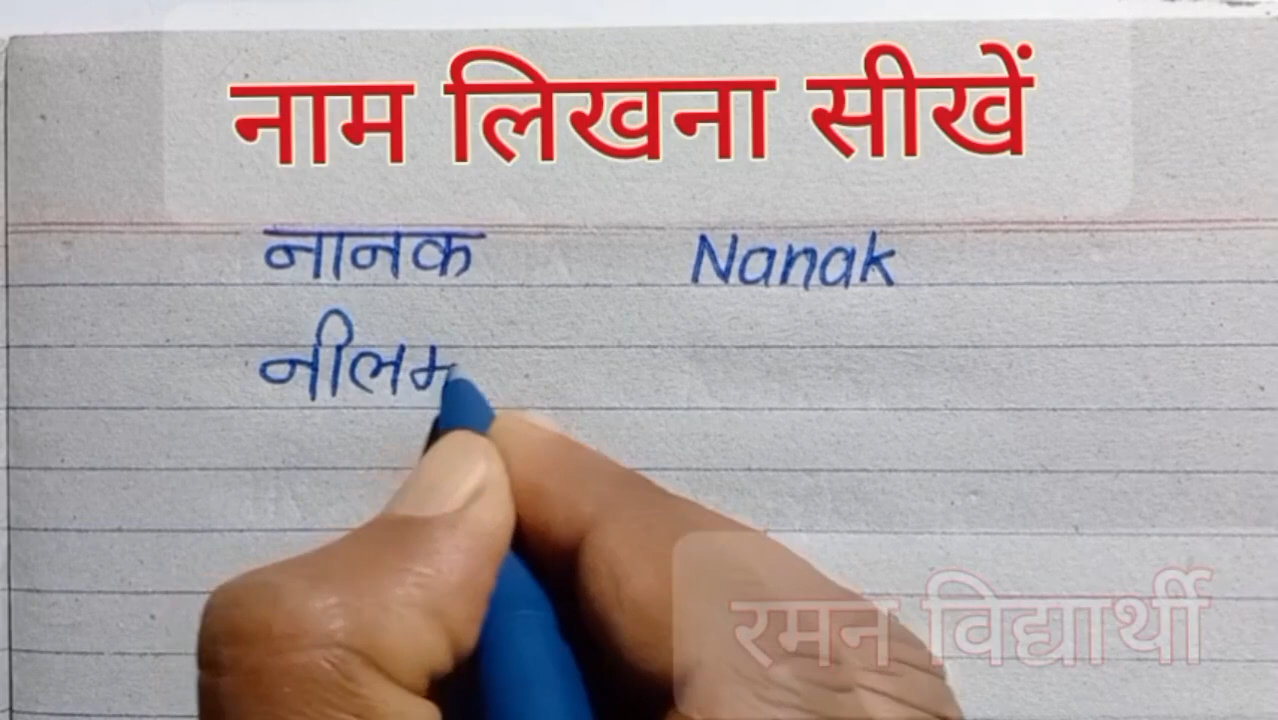 नाम लिखना सीखें
नानक Nanak
नीलम
रमन विद्यार्थी